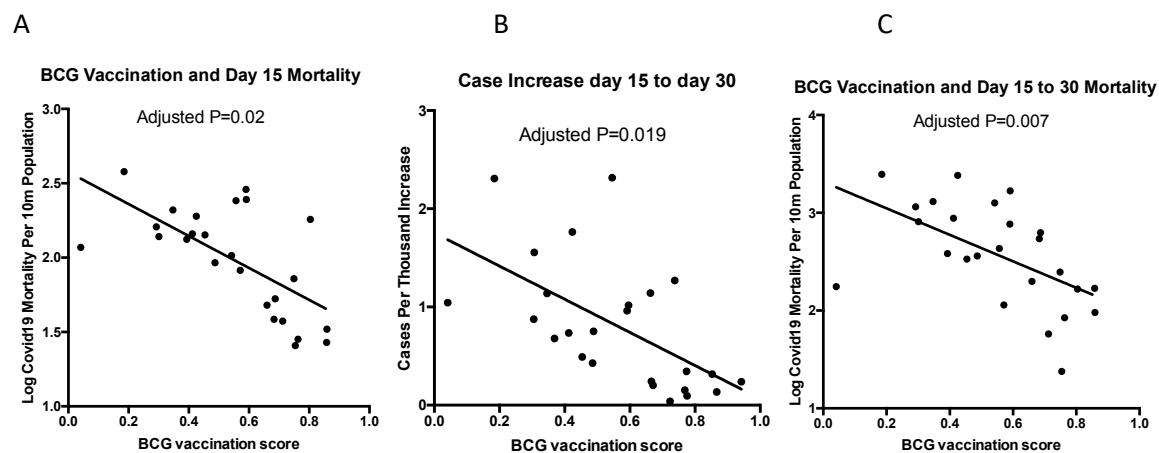 A
B
C
BCG Vaccination and Day 15 Mortality
Adjusted P=0.02
Log Covid19 Mortality Per 10m Population
3.0
2.5
2.0
1.5
1.0
0.0 0.2 0.4 0.6 0.8 1.0
BCG vaccination score
Case Increase day 15 to day 30
Adjusted P=0.019
Cases Per Thousand Increase
3
2
1
0
0.0 0.2 0.4 0.6 0.8 1.0
BCG vaccination score
BCG Vaccination and Day 15 to 30 Mortality
Adjusted P=0.007
Log Covid19 Mortality Per 10m Population
4
3
2
1
0.0 0.2 0.4 0.6 0.8 1.0
BCG vaccination score